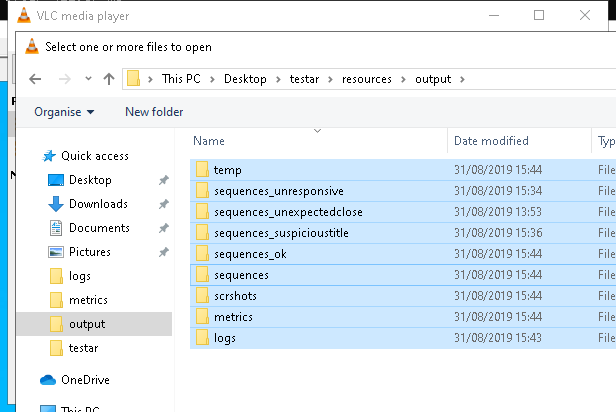 VLC media player
Select one or more files to open
This PC > Desktop > testar > resources > output >
Organise New folder
Name Date modified Typ
Quick access
Desktop
Downloads
Documents
Pictures
logs
metrics
output
testar
OneDrive
This PC
temp 31/08/2019 15:44 File
sequences_unresponsive 31/08/2019 15:34 File
sequences_unexpectedclose 31/08/2019 13:53 File
sequences_suspicioustitle 31/08/2019 15:36 File
sequences_ok 31/08/2019 15:44 File
sequences 31/08/2019 15:44 File
scrshots 31/08/2019 15:44 File
metrics 31/08/2019 15:44 File
logs 31/08/2019 15:43 File